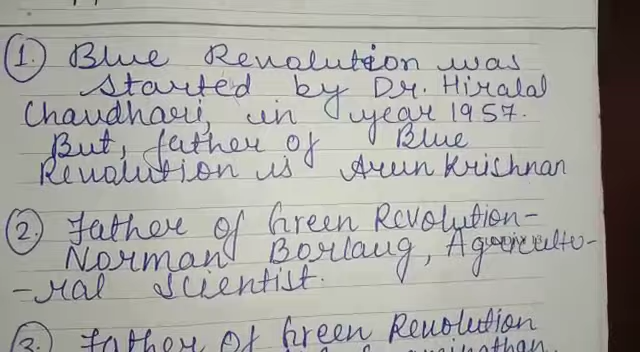 1. Blue Revolution was
started by Dr. Hiralal
Chaudhari, in year 1957.
But, father of Blue
Revolution is Arun Krishnan
2. Father of Green Revolution-
Norman Borlaug, Agricultu-
-ral scientist.
3. Father of Green Revolution